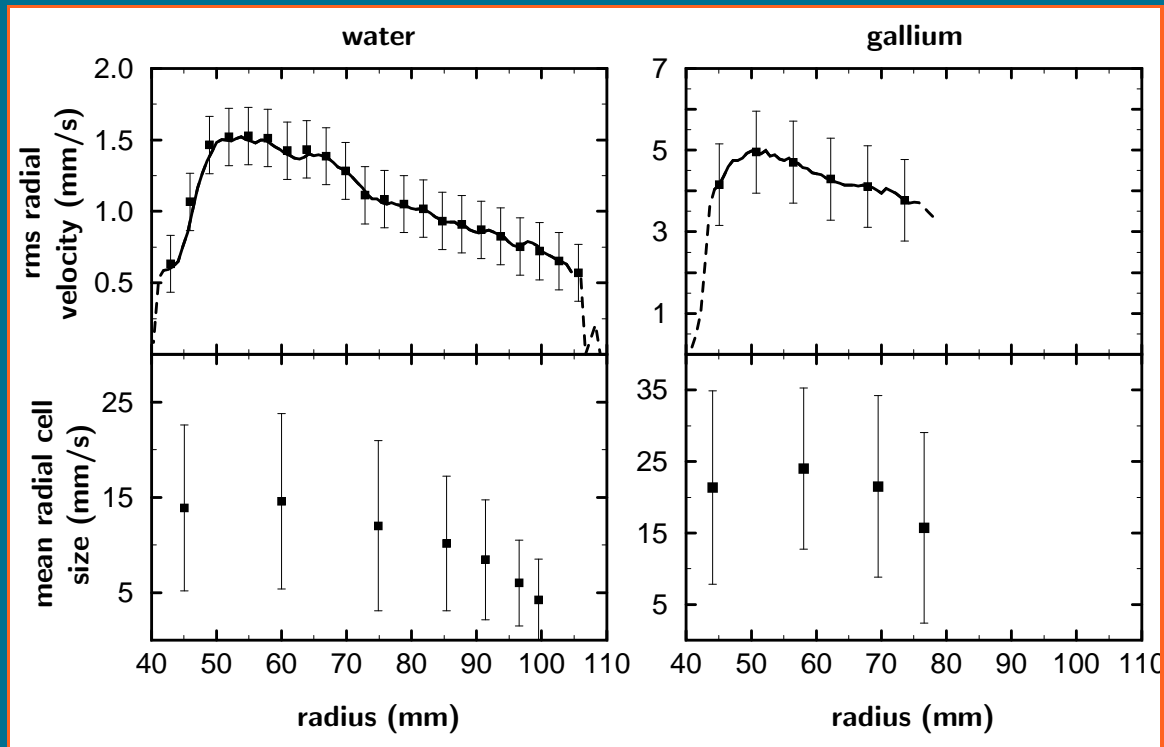 water
gallium
rms radial
velocity (mm/s)
2.0
1.5
1.0
0.5
7
5
3
1
mean radial cell
size (mm/s)
25
15
5
35
25
15
5
40 50 60 70 80 90 100 110
40 50 60 70 80 90 100 110
radius (mm)
radius (mm)